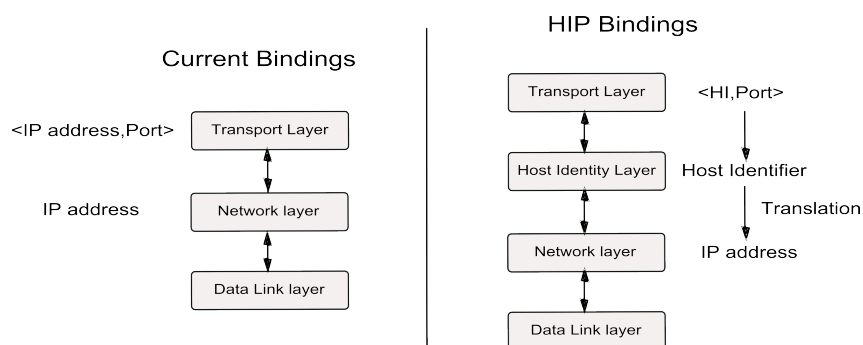 Current Bindings
<IP address,Port>
Transport Layer
IP address
Network layer
Data Link layer
HIP Bindings
Transport Layer
<HI,Port>
Host Identity Layer
Host Identifier
Translation
Network layer
IP address
Data Link layer